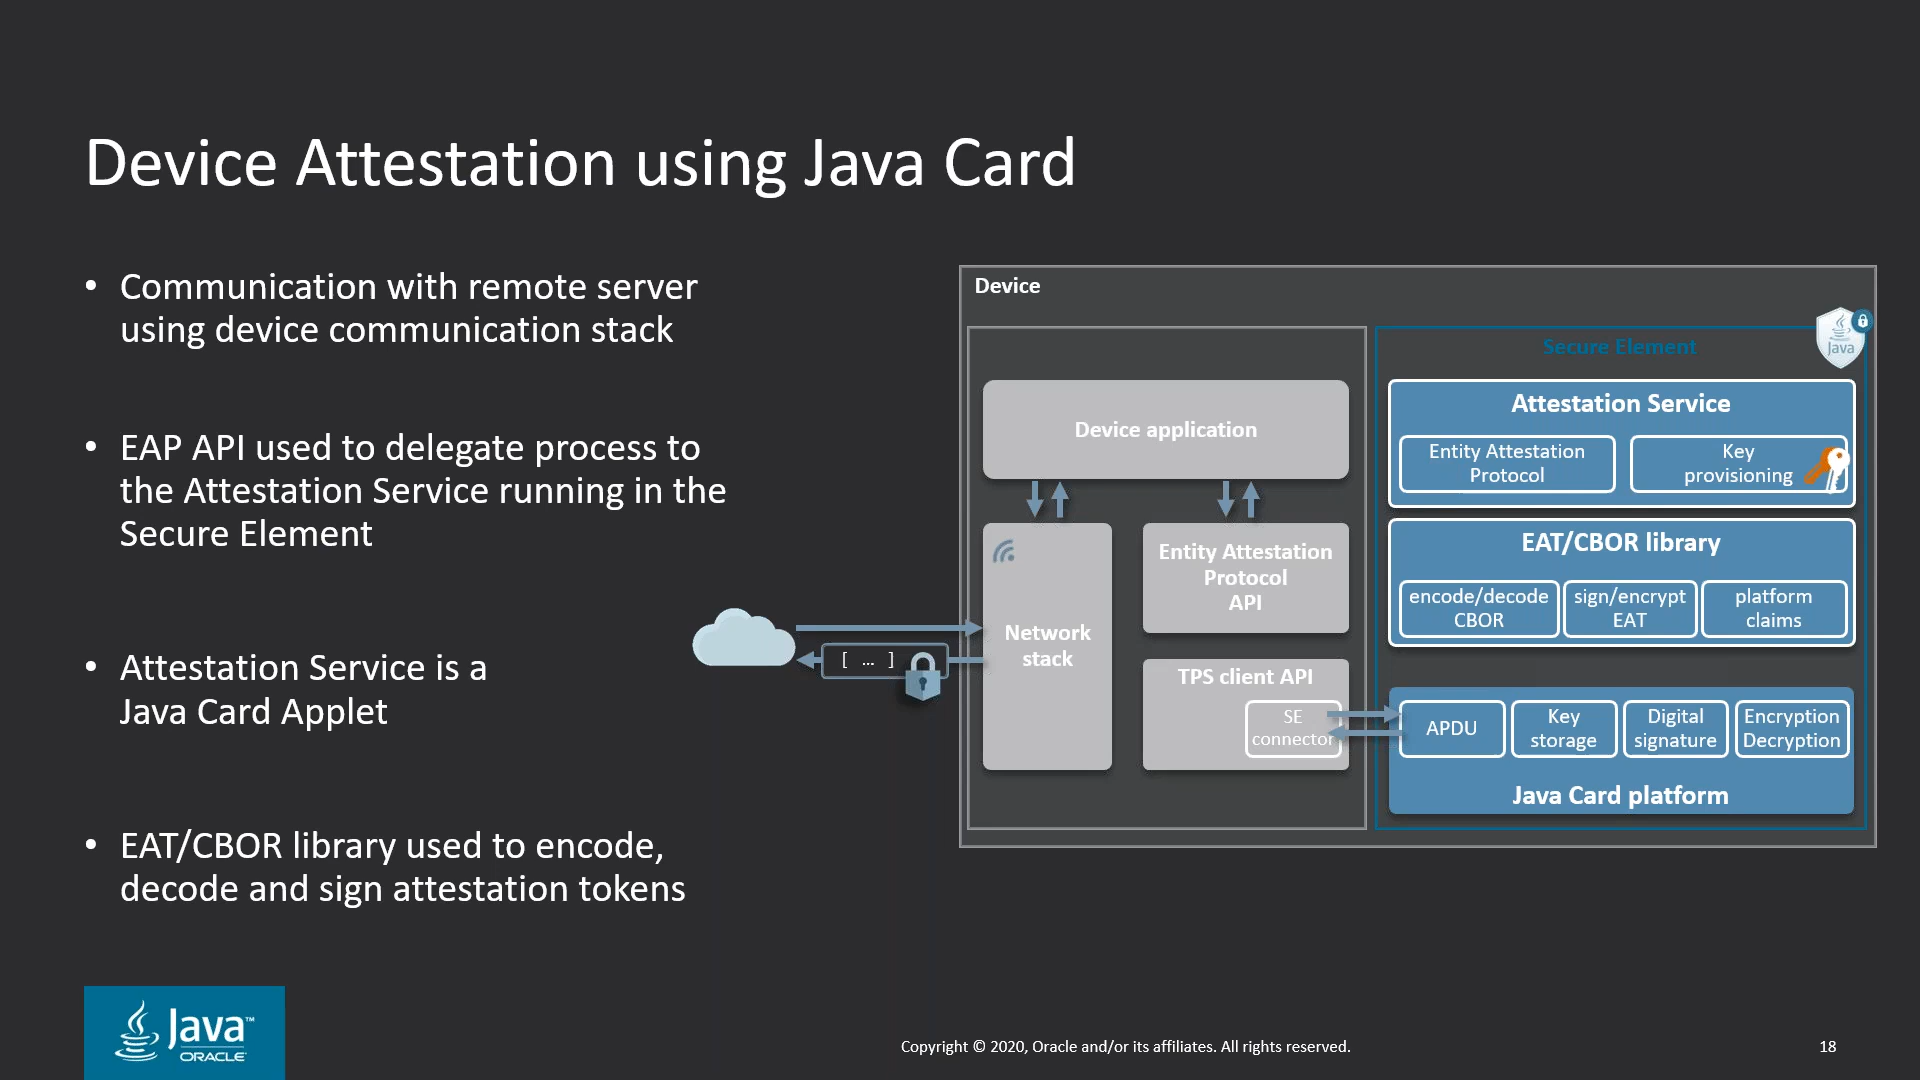 Device Attestation using Java Card
• Communication with remote server
using device communication stack
• EAP API used to delegate process to
the Attestation Service running in the
Secure Element
• Attestation Service is a
Java Card Applet
• EAT/CBOR library used to encode,
decode and sign attestation tokens
[ ... ]
Device
Device application
Network
stack
Entity Attestation
Protocol
API
TPS client API
SE
connector
Secure Element
Java
Attestation Service
Entity Attestation
Protocol
Key
provisioning
EAT/CBOR library
encode/decode
CBOR
sign/encrypt
EAT
platform
claims
APDU
Key
storage
Digital
signature
Encryption
Decryption
Java Card platform
Java™
ORACLE
Copyright © 2020, Oracle and/or its affiliates. All rights reserved.
18